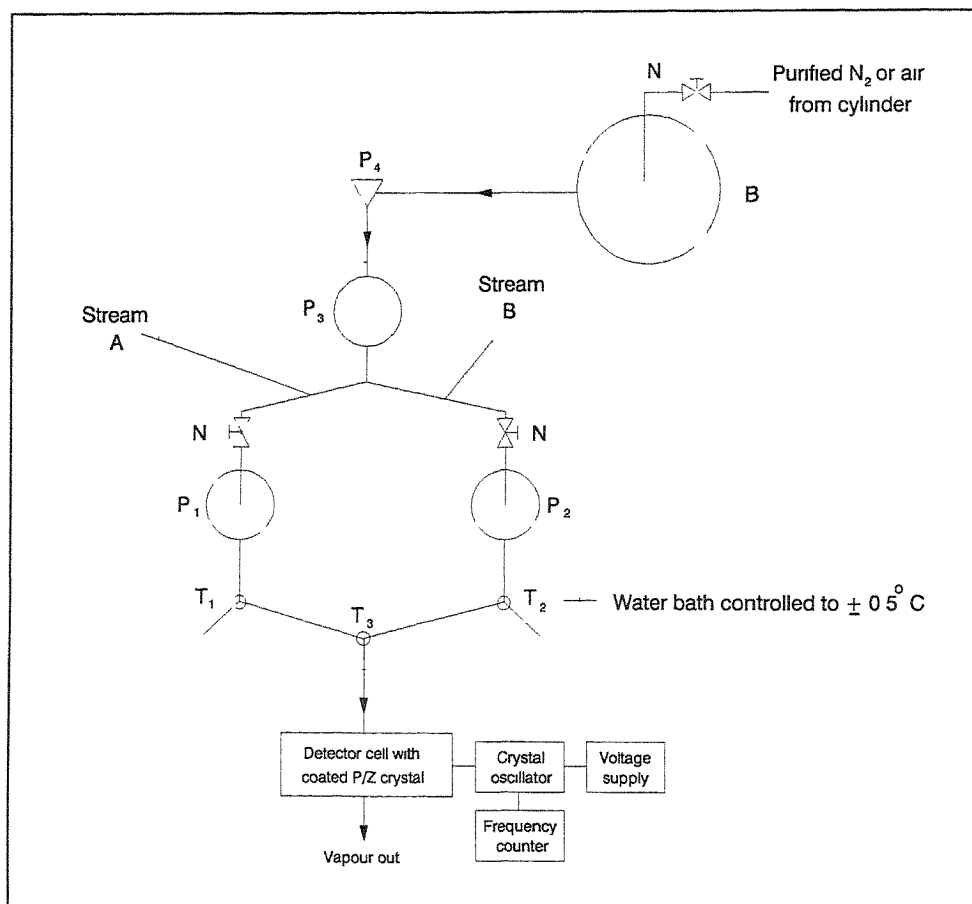 N
Purified N₂ or air
from cylinder
P₄
B
P₃
Stream
B
Stream
A
N
N
P₁
P₂
T₁
T₂
Water bath controlled to ± 0 5° C
T₃
Detector cell with
coated P/Z crystal
Crystal
oscillator
Voltage
supply
Frequency
counter
Vapour out